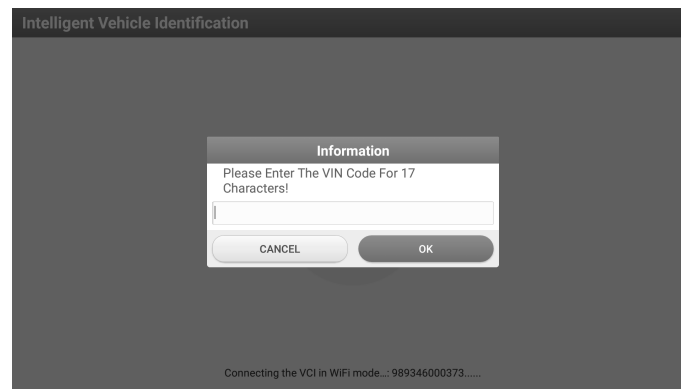 Intelligent Vehicle Identification
Information
Please Enter The VIN Code For 17
Characters!
CANCEL
OK
Connecting the VCI in WiFi mode...: 989346000373......